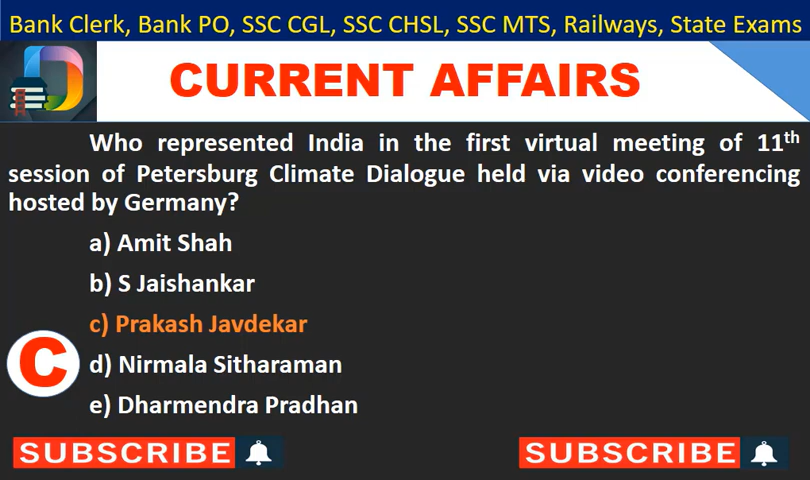 Bank Clerk, Bank PO, SSC CGL, SSC CHSL, SSC MTS, Railways, State Exams
CURRENT AFFAIRS
Who represented India in the first virtual meeting of 11th
session of Petersburg Climate Dialogue held via video conferencing
hosted by Germany?
a) Amit Shah
b) S Jaishankar
c) Prakash Javdekar
C
d) Nirmala Sitharaman
e) Dharmendra Pradhan
SUBSCRIBE
SUBSCRIBE